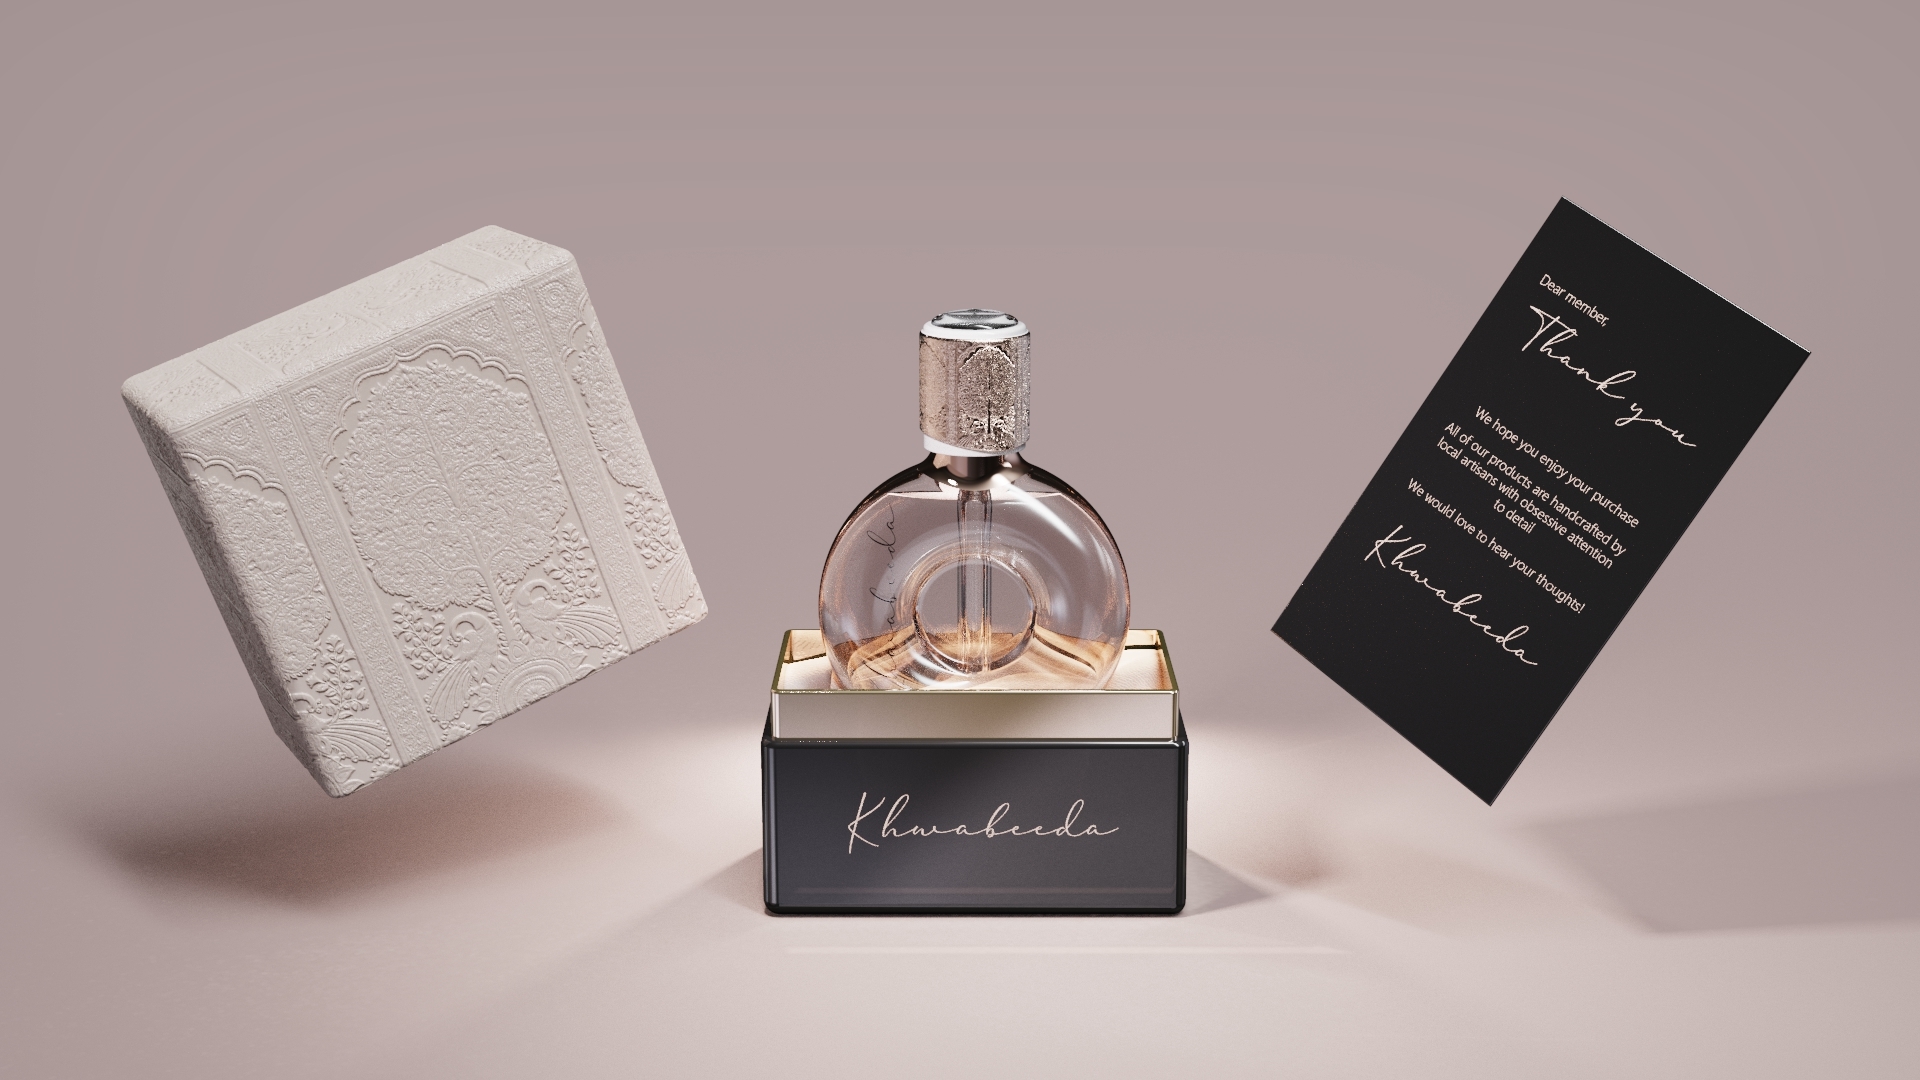 Khwabeeda
Khwabeeda
Dear member,
Thank you
We hope you enjoy your purchase
All of our products are handcrafted by
local artisans with obsessive attention
to detail
We would love to hear your thoughts!
Khwabeeda